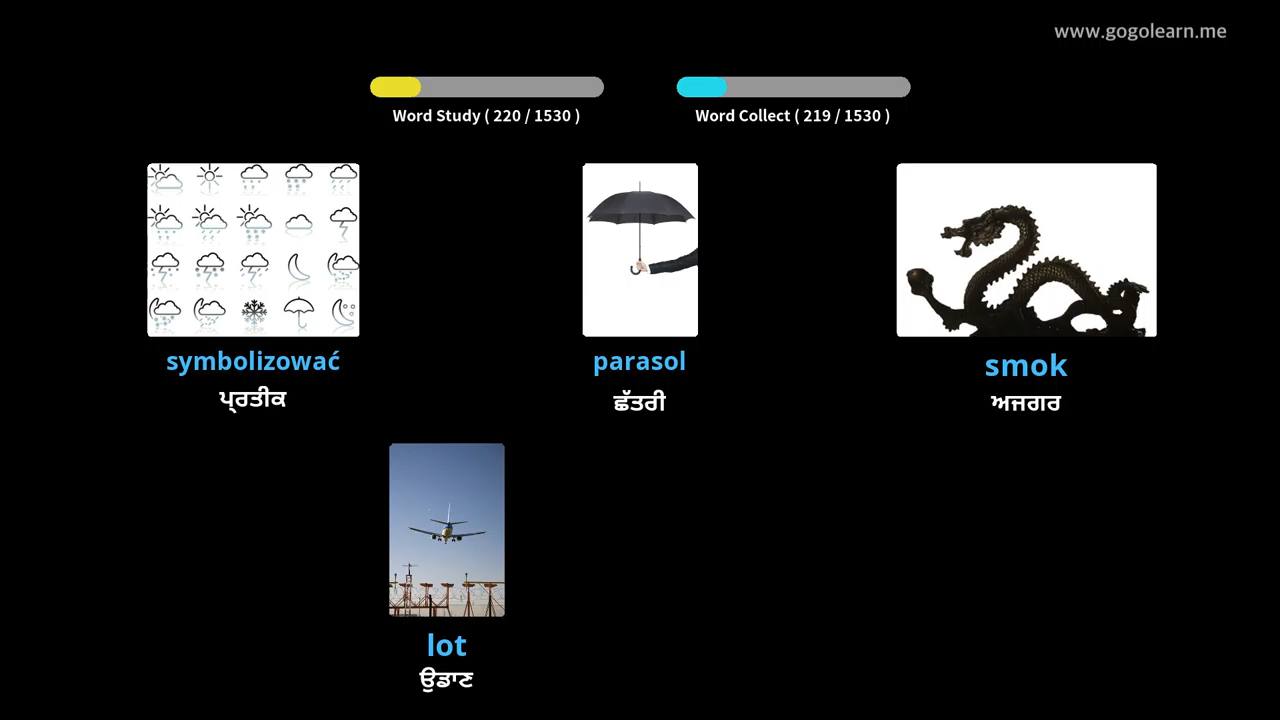 www.gogolearn.me
Word Study ( 220 / 1530 )
Word Collect ( 219 / 1530 )
symbolizować
ਪ੍ਰਤੀਕ
parasol
ਛੱਤਰੀ
smok
ਅਜਗਰ
lot
ਉਡਾਣ